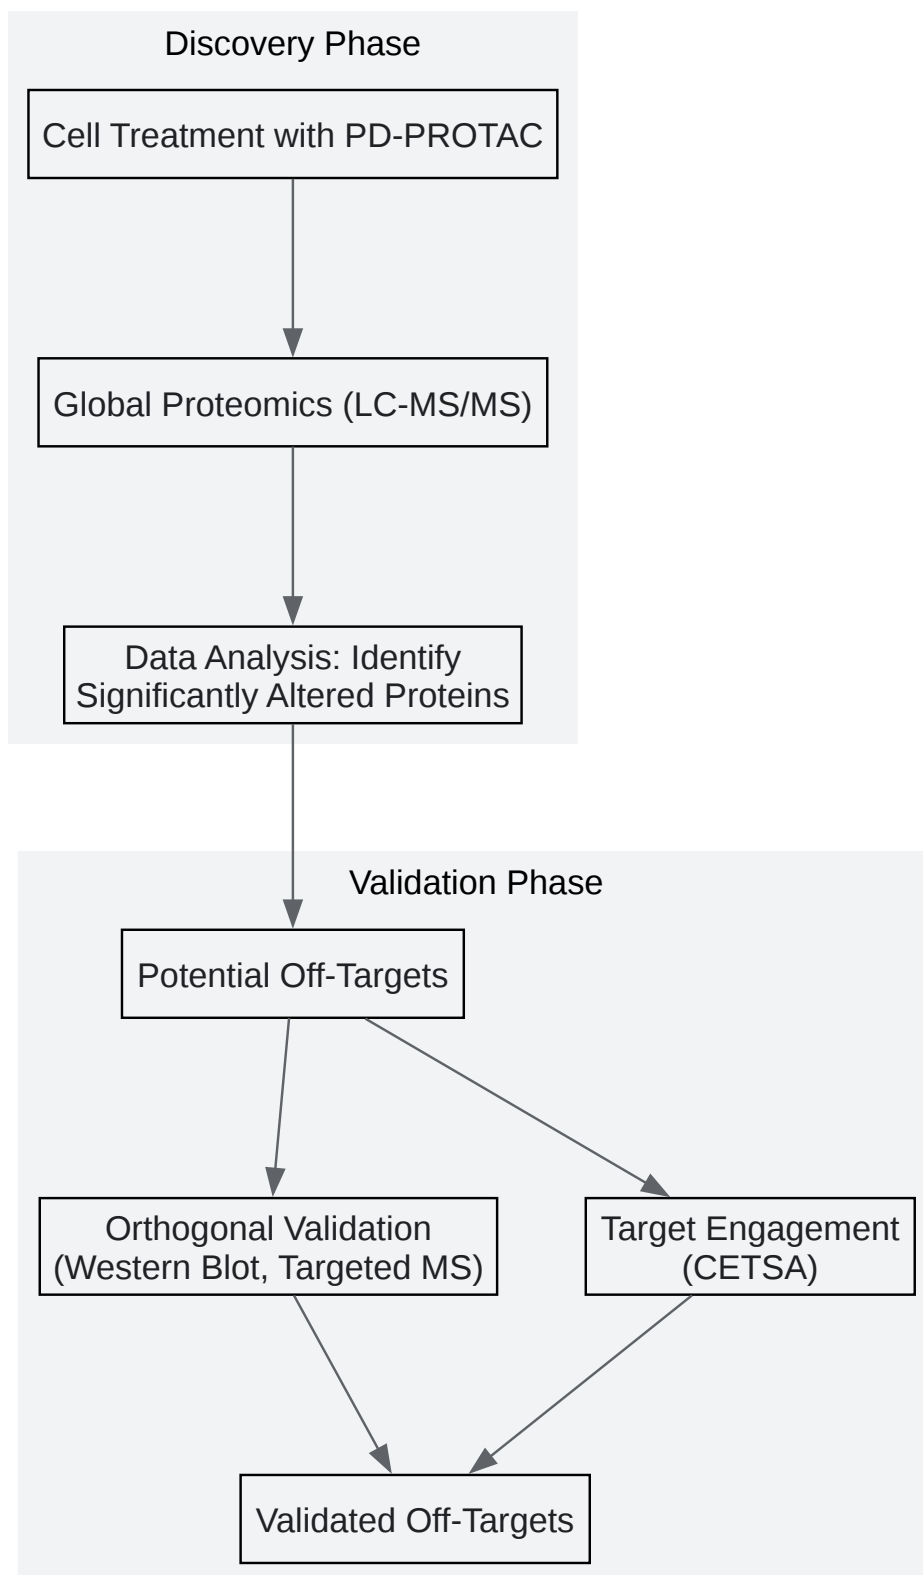 Discovery Phase
Cell Treatment with PD-PROTAC
Global Proteomics (LC-MS/MS)
Data Analysis: Identify
Significantly Altered Proteins
Validation Phase
Potential Off-Targets
Orthogonal Validation
(Western Blot, Targeted MS)
Target Engagement
(CETSA)
Validated Off-Targets